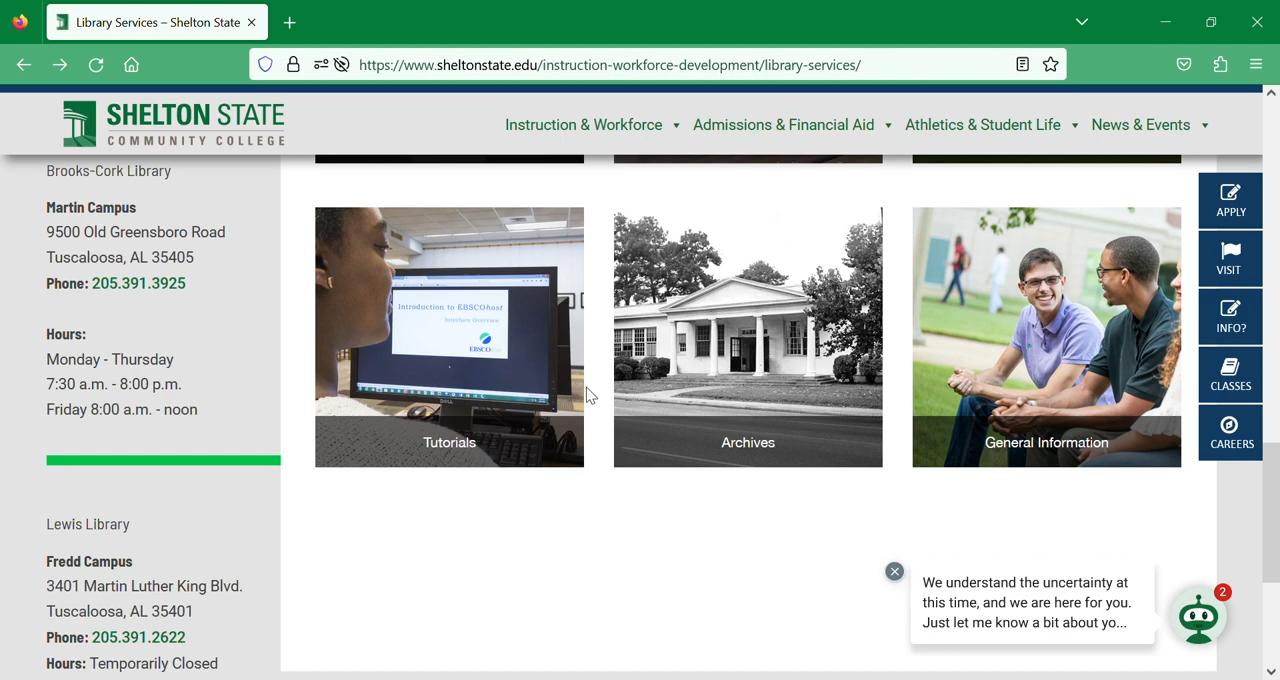 Library Services – Shelton State
https://www.sheltonstate.edu/instruction-workforce-development/library-services/
SHELTON STATE
COMMUNITY COLLEGE
Instruction & Workforce
Admissions & Financial Aid
Athletics & Student Life
News & Events
Brooks-Cork Library
Martin Campus
9500 Old Greensboro Road
Tuscaloosa, AL 35405
Phone: 205.391.3925
Hours:
Monday - Thursday
7:30 a.m. - 8:00 p.m.
Friday 8:00 a.m. - noon
Lewis Library
Fredd Campus
3401 Martin Luther King Blvd.
Tuscaloosa, AL 35401
Phone: 205.391.2622
Hours: Temporarily Closed
Introduction to EBSCOhost
Interface Overview
EBSCO
DELL
Tutorials
Archives
General Information
APPLY
VISIT
INFO?
CLASSES
CAREERS
We understand the uncertainty at
this time, and we are here for you.
Just let me know a bit about yo...
2